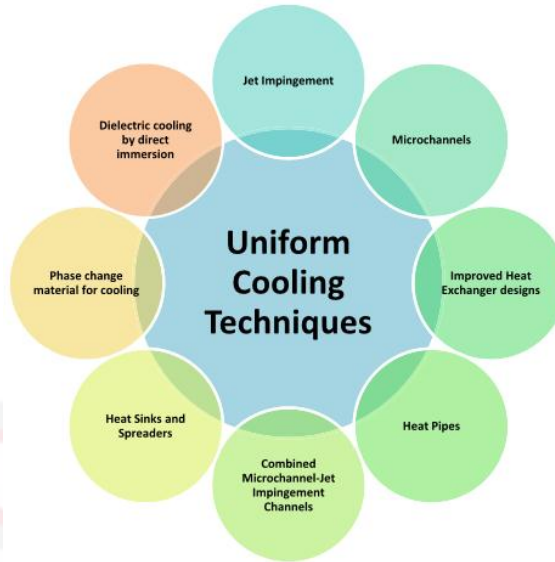 Jet Impingement
Dielectric cooling
by direct
immersion
Microchannels
Uniform
Cooling
Techniques
Phase change
material for cooling
Improved Heat
Exchanger designs
Heat Sinks and
Spreaders
Heat Pipes
Combined
Microchannel-Jet
Impingement
Channels